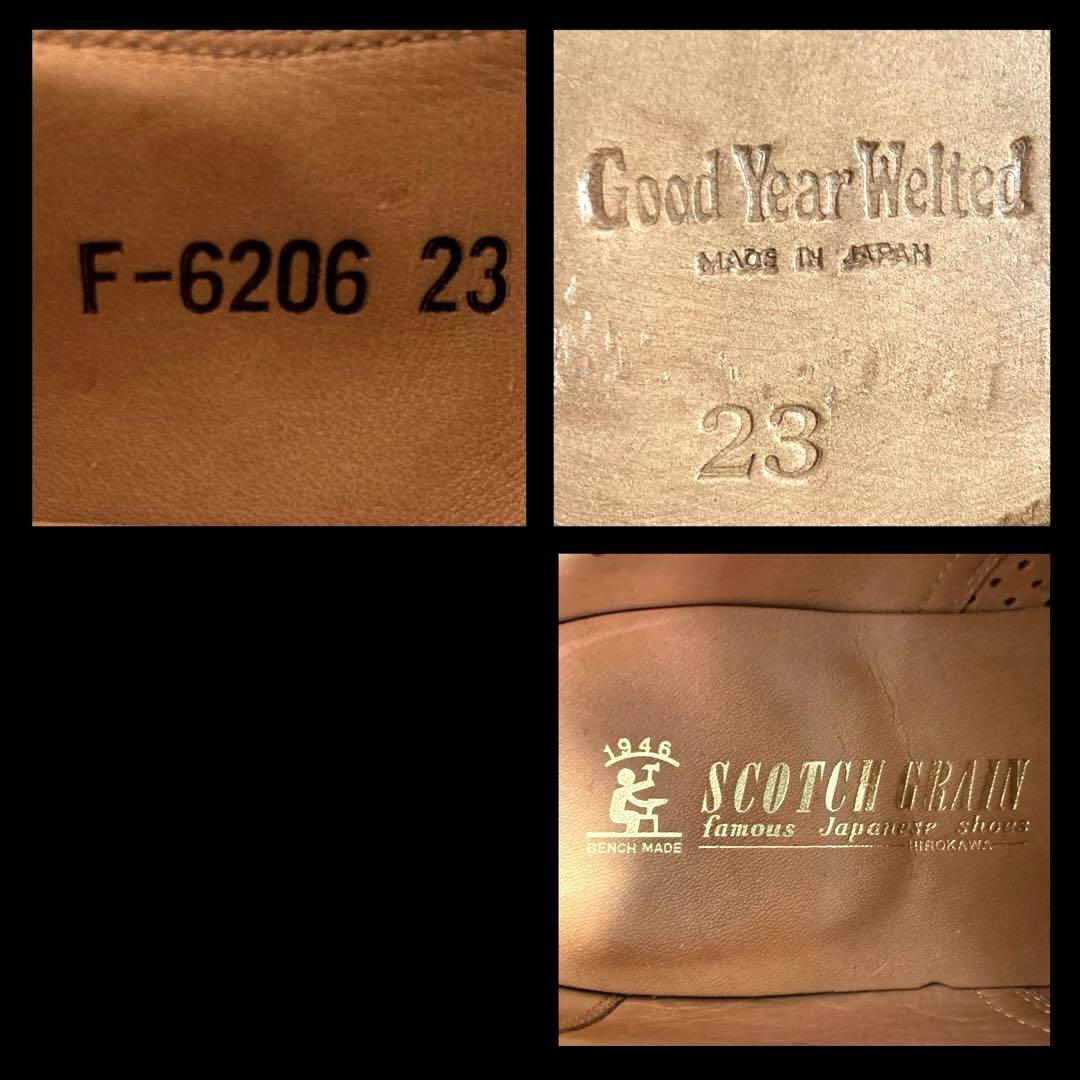 F-6206 23
Good Year Welted
MADE IN JAPAN
23
1946
BENCH MADE
SCOTCH GRAIN
famous Japanese shoes
HIROKAWA